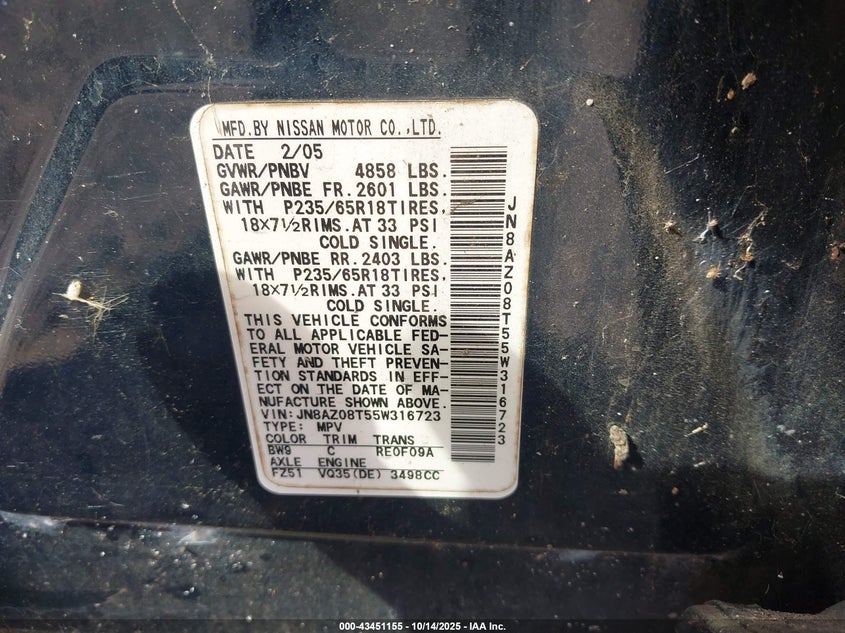 MFD.BY NISSAN MOTOR CO.,LTD.
DATE 2/05
GVWR/PNBV 4858 LBS.
GAWR/PNBE FR. 2601 LBS.
WITH P235/65R18TIRES,
18×7½RIMS.AT 33 PSI
COLD SINGLE.
GAWR/PNBE RR. 2403 LBS.
WITH P235/65R18TIRES,
18×7½RIMS.AT 33 PSI
COLD SINGLE.
THIS VEHICLE CONFORMS
TO ALL APPLICABLE FED-
ERAL MOTOR VEHICLE SA-
FETY AND THEFT PREVEN-
TION STANDARDS IN EFF-
ECT ON THE DATE OF MA-
NUFACTURE SHOWN ABOVE.
VIN:JN8AZ08T55W316723
TYPE: MPV
COLOR TRIM TRANS
BW9 C RE0F09A
AXLE ENGINE
FZ51 VQ35(DE) 3498CC
JN8AZ08T55W316723
000-43451155 - 10/14/2025 - IAA Inc.